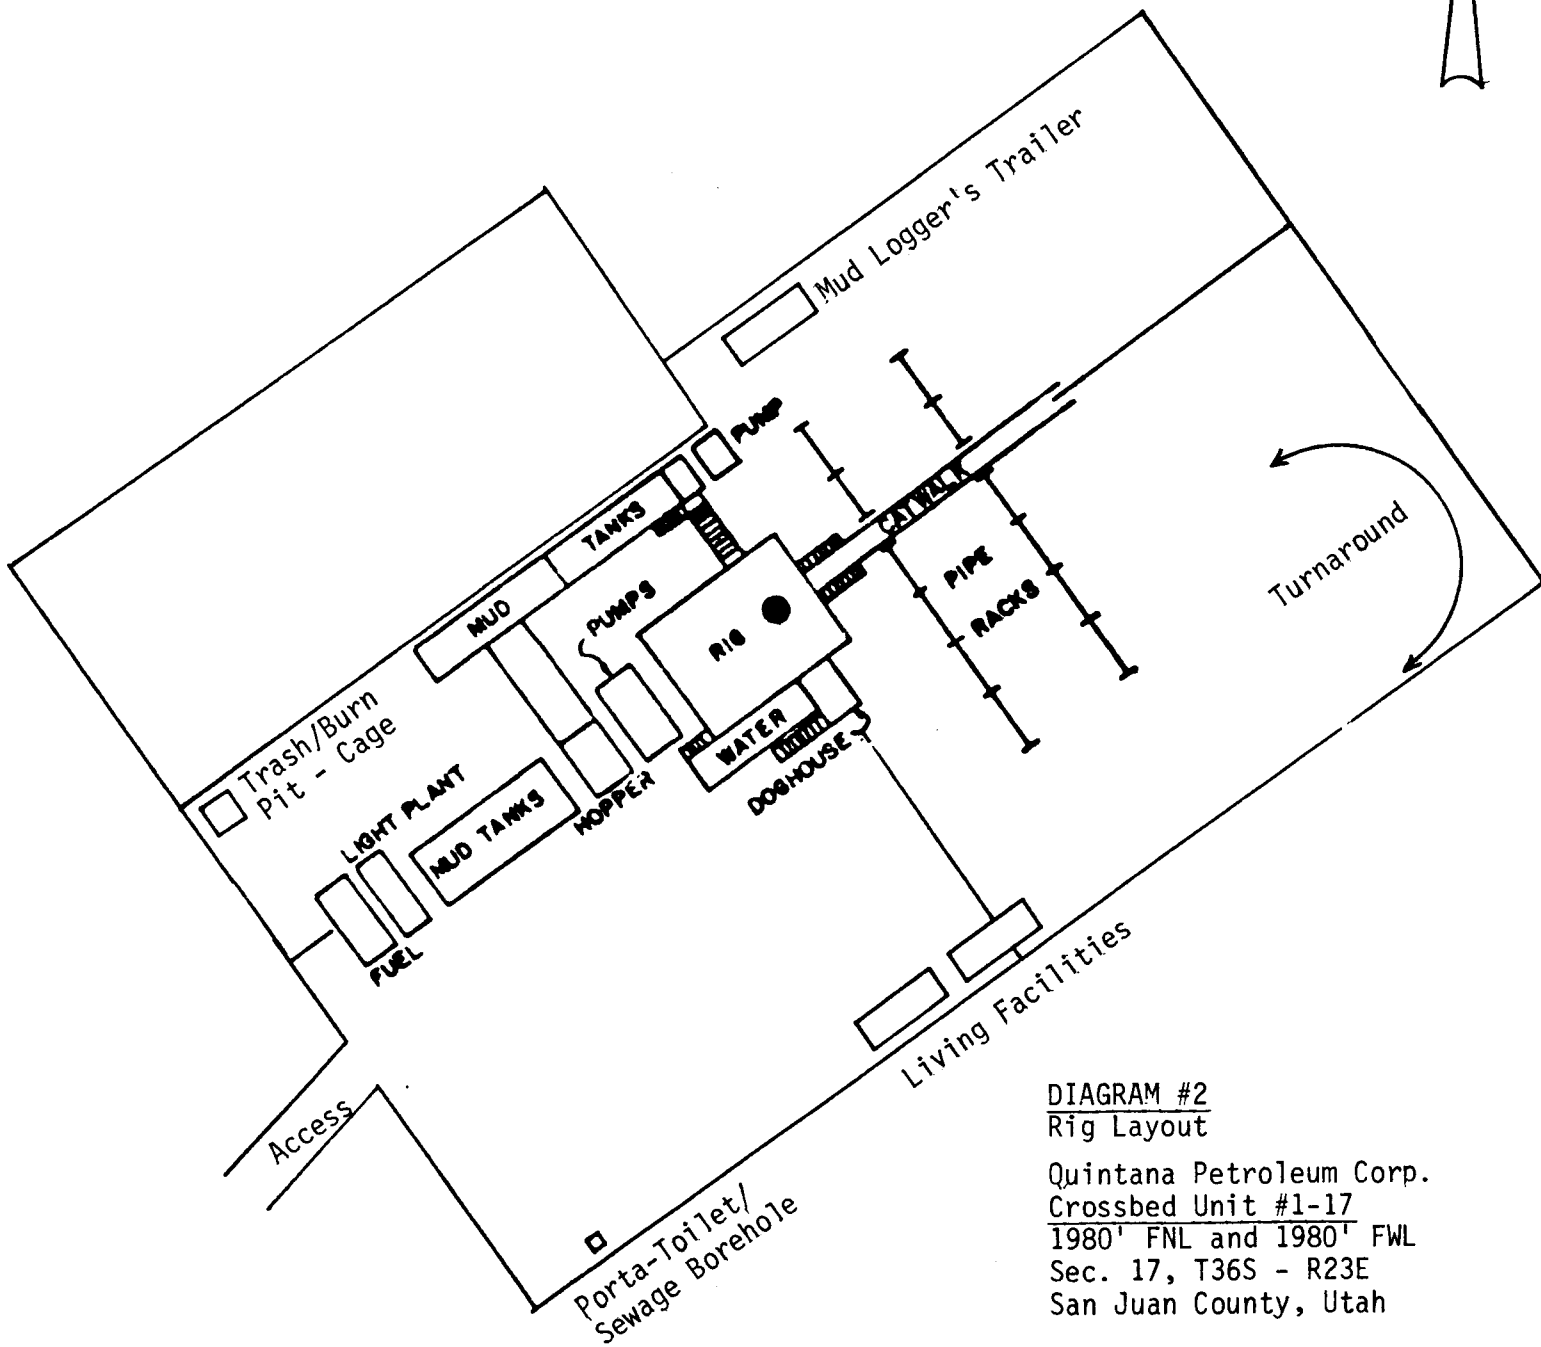 Mud Logger's Trailer
PUMP
TANKS
MUD
PUMPS
RIG
CATWALK
PIPE
RACKS
Turnaround
WATER
DOGHOUSE
HOPPER
Trash/Burn
Pit - Cage
LIGHT PLANT
MUD TANKS
FUEL
Living Facilities
Access
Porta-Toilet/
Sewage Borehole
DIAGRAM #2
Rig Layout
Quintana Petroleum Corp.
Crossbed Unit #1-17
1980' FNL and 1980' FWL
Sec. 17, T36S - R23E
San Juan County, Utah